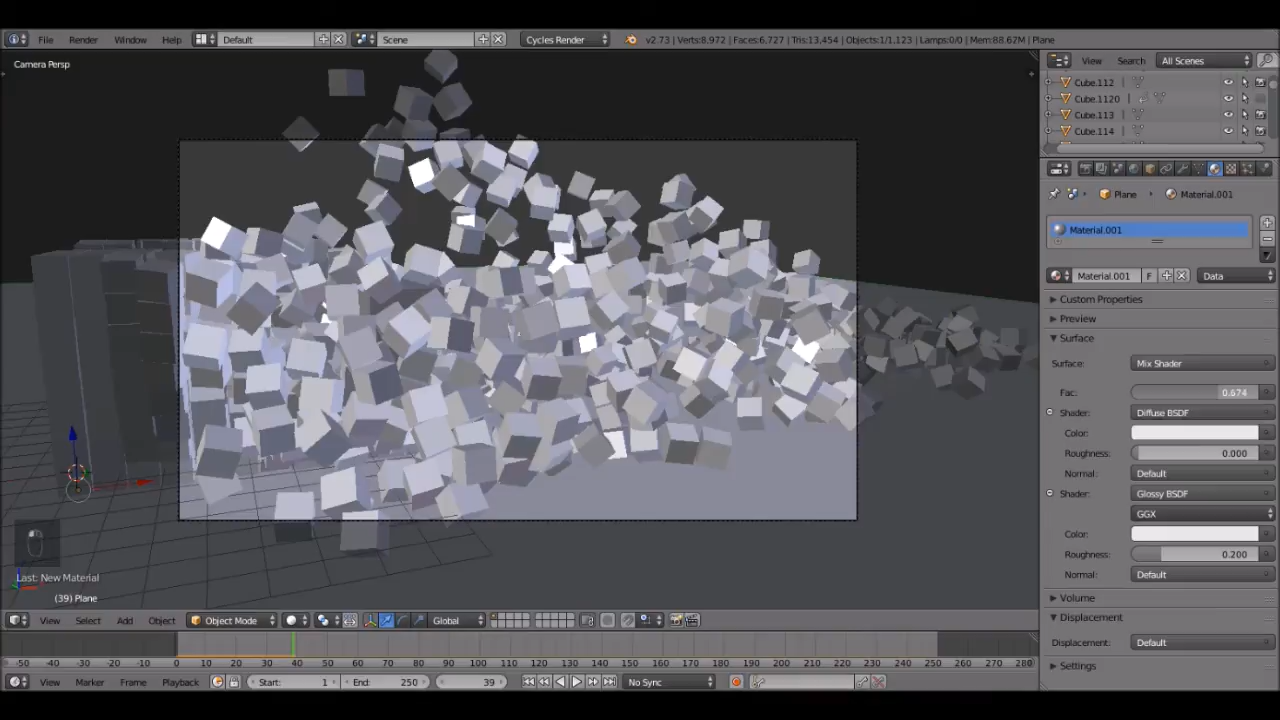 File Render Window Help Default Scene Cycles Render v2.73 | Verts:8,972 | Faces:6,727 | Tris:13,454 | Objects:1/1,123 | Lamps:0/0 | Mem:88.62M | Plane
Camera Persp
View Search All Scenes
Cube.112
Cube.1120
Cube.113
Cube.114
Plane Material.001
Material.001
Material.001 F Data
Custom Properties
Preview
Surface
Surface: Mix Shader
Fac: 0.674
Shader: Diffuse BSDF
Color:
Roughness: 0.000
Normal: Default
Shader: Glossy BSDF
GGX
Color:
Roughness: 0.200
Normal: Default
Volume
Displacement
Displacement: Default
Settings
Last: New Material
(39) Plane
View Select Add Object Object Mode Global
-50 -40 -30 -20 -10 0 10 20 30 40 50 60 70 80 90 100 110 120 130 140 150 160 170 180 190 200 210 220 230 240 250 260 270 280
View Marker Frame Playback Start: 1 End: 250 39 No Sync